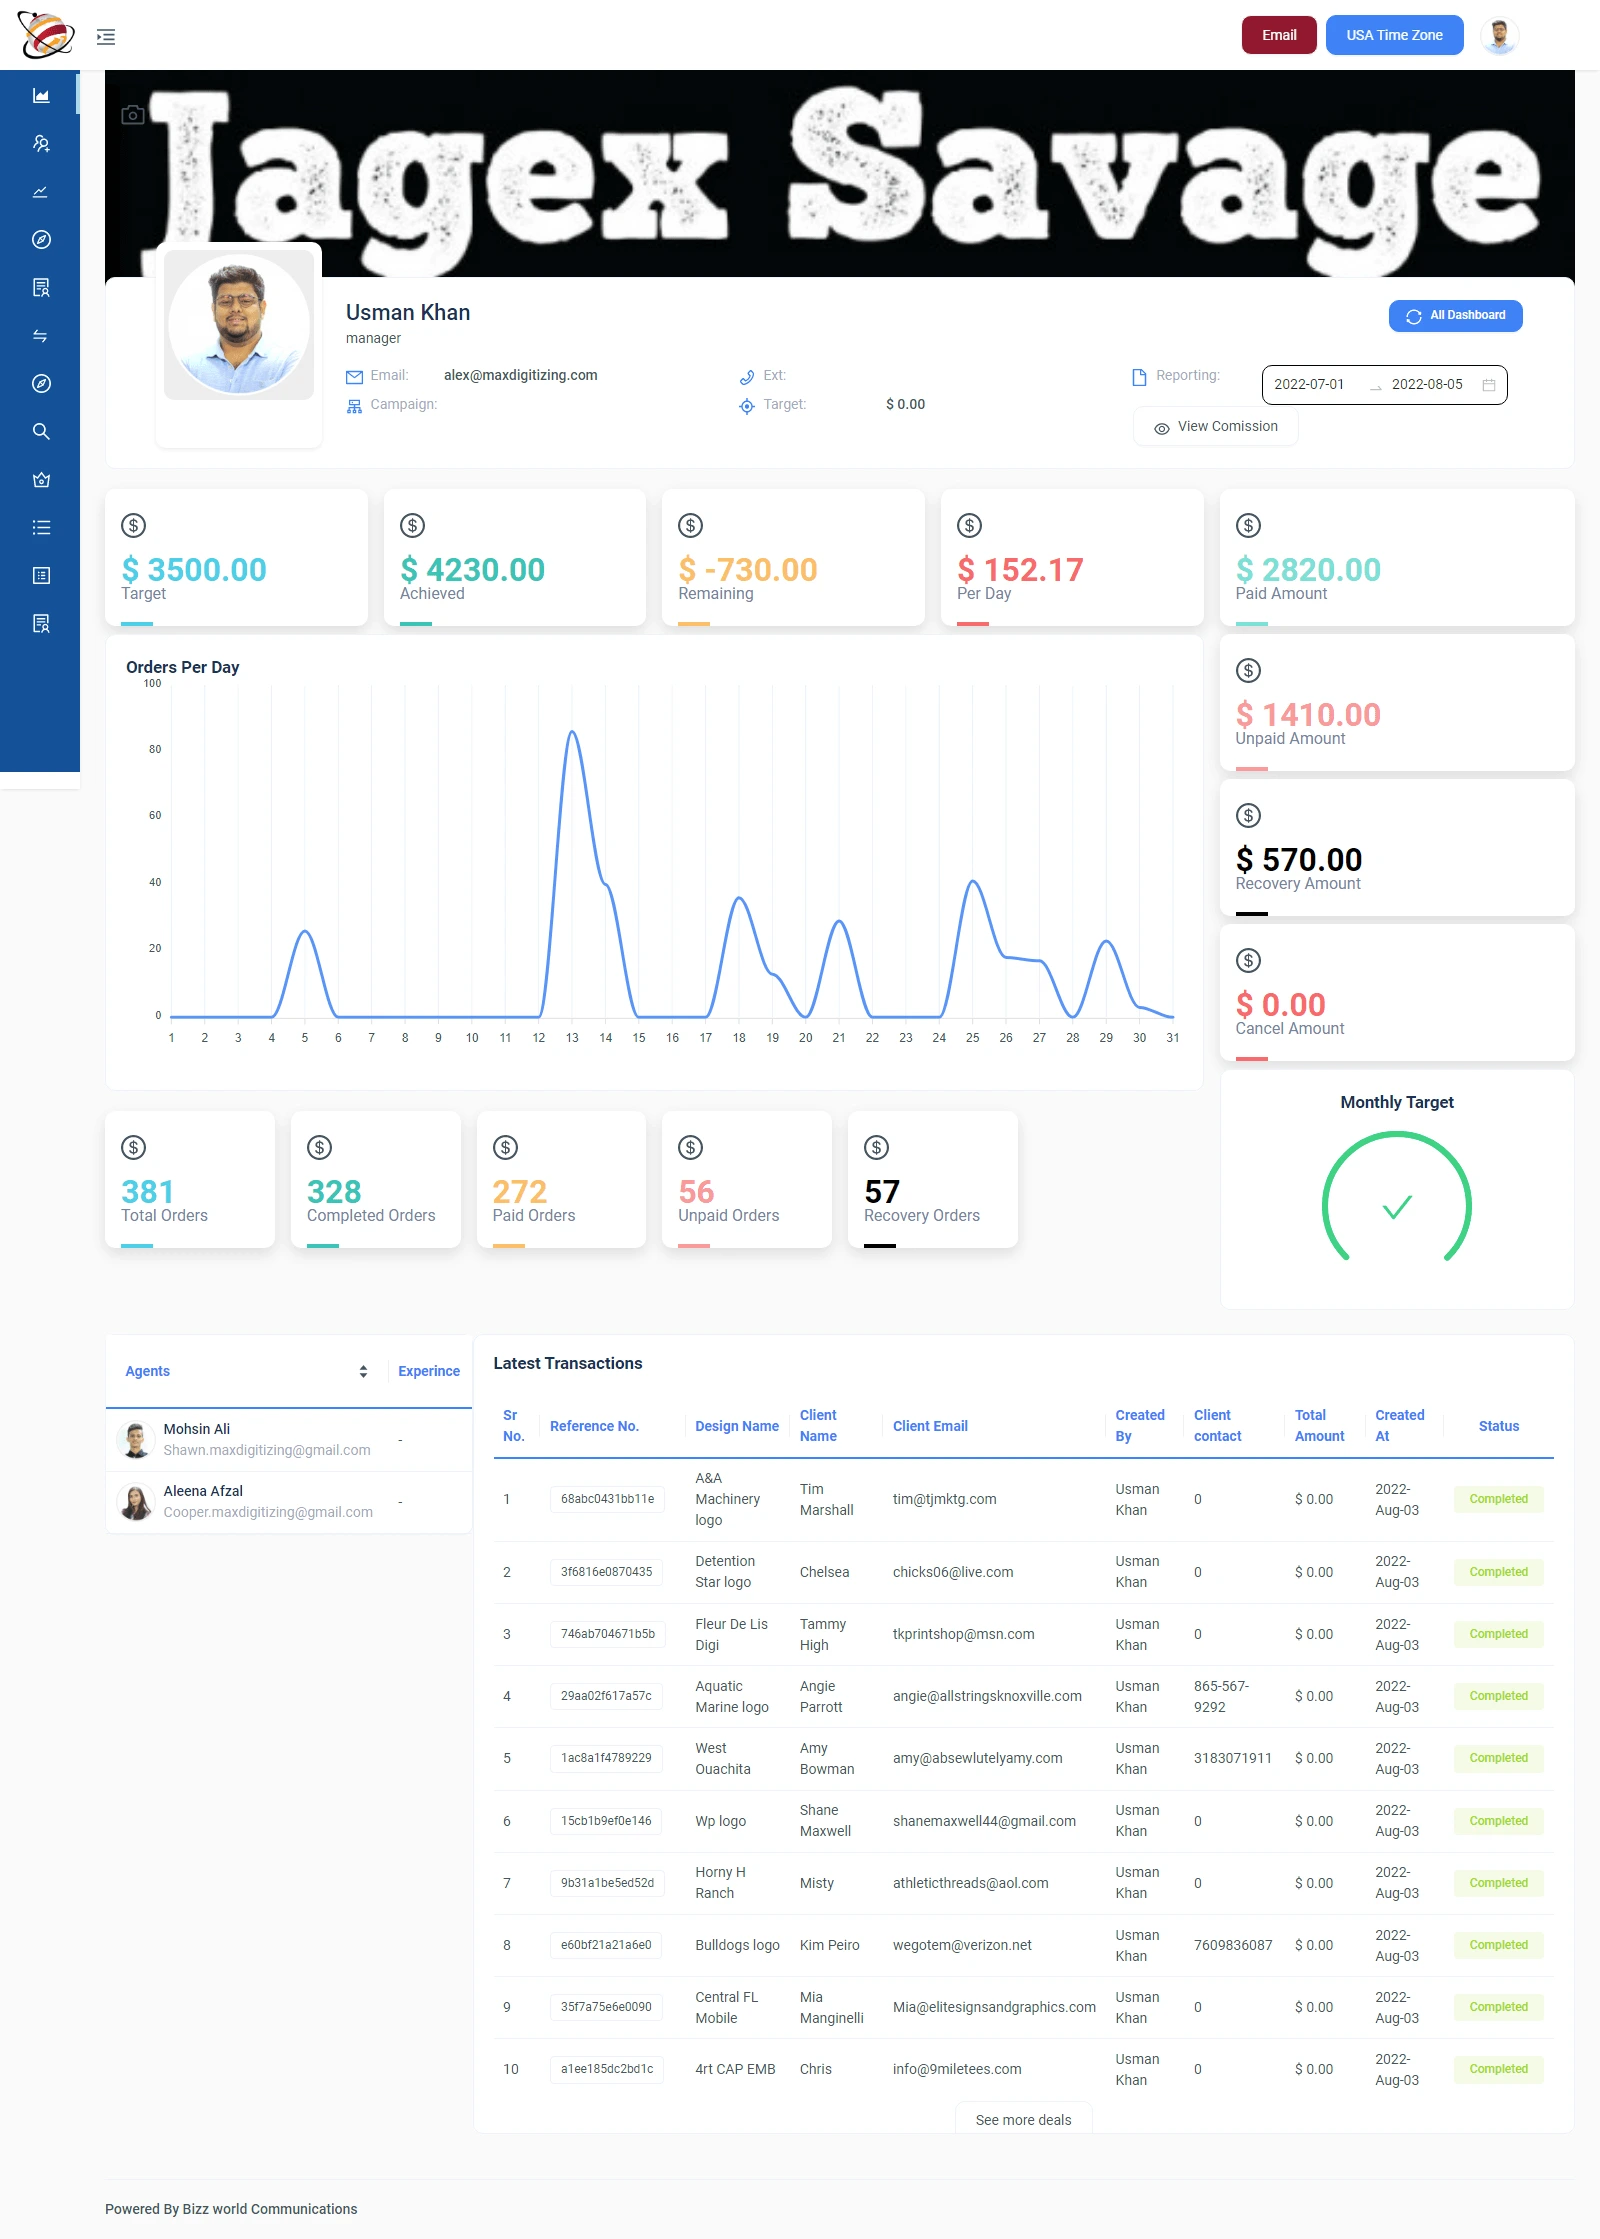 Email
USA Time Zone
Jagex Savage
Usman Khan
manager
All Dashboard
Email: alex@maxdigitizing.com
Ext:
Reporting: 2022-07-01 2022-08-05
Campaign:
Target: $ 0.00
View Comission
$ 3500.00
Target
$ 4230.00
Achieved
$ -730.00
Remaining
$ 152.17
Per Day
$ 2820.00
Paid Amount
Orders Per Day
100
80
60
40
20
0
1 2 3 4 5 6 7 8 9 10 11 12 13 14 15 16 17 18 19 20 21 22 23 24 25 26 27 28 29 30 31
$ 1410.00
Unpaid Amount
$ 570.00
Recovery Amount
$ 0.00
Cancel Amount
Monthly Target
381
Total Orders
328
Completed Orders
272
Paid Orders
56
Unpaid Orders
57
Recovery Orders
Agents Experince
Mohsin Ali
Shawn.maxdigitizing@gmail.com
-
Aleena Afzal
Cooper.maxdigitizing@gmail.com
-
Latest Transactions
Sr No. Reference No. Design Name Client Name Client Email Created By Client contact Total Amount Created At Status
1 68abc0431bb11e A&A Machinery logo Tim Marshall tim@tjmktg.com Usman Khan 0 $ 0.00 2022-Aug-03 Completed
2 3f6816e0870435 Detention Star logo Chelsea chicks06@live.com Usman Khan 0 $ 0.00 2022-Aug-03 Completed
3 746ab704671b5b Fleur De Lis Digi Tammy High tkprintshop@msn.com Usman Khan 0 $ 0.00 2022-Aug-03 Completed
4 29aa02f617a57c Aquatic Marine logo Angie Parrott angie@allstringsknoxville.com Usman Khan 865-567-9292 $ 0.00 2022-Aug-03 Completed
5 1ac8a1f4789229 West Ouachita Amy Bowman amy@absewlutelyamy.com Usman Khan 3183071911 $ 0.00 2022-Aug-03 Completed
6 15cb1b9ef0e146 Wp logo Shane Maxwell shanemaxwell44@gmail.com Usman Khan 0 $ 0.00 2022-Aug-03 Completed
7 9b31a1be5ed52d Horny H Ranch Misty athleticthreads@aol.com Usman Khan 0 $ 0.00 2022-Aug-03 Completed
8 e60bf21a21a6e0 Bulldogs logo Kim Peiro wegotem@verizon.net Usman Khan 7609836087 $ 0.00 2022-Aug-03 Completed
9 35f7a75e6e0090 Central FL Mobile Mia Manginelli Mia@elitesignsandgraphics.com Usman Khan 0 $ 0.00 2022-Aug-03 Completed
10 a1ee185dc2bd1c 4rt CAP EMB Chris info@9miletees.com Usman Khan 0 $ 0.00 2022-Aug-03 Completed
See more deals
Powered By Bizz world Communications